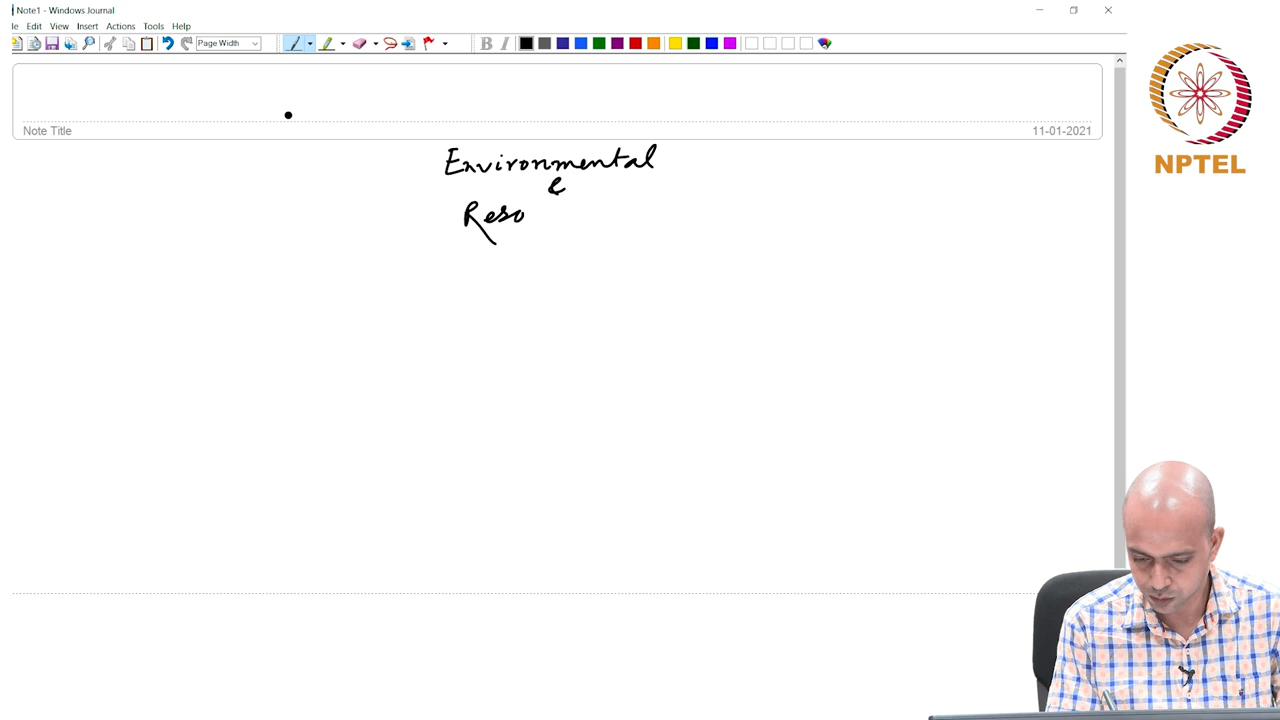 Note1 - Windows Journal
le Edit View Insert Actions Tools Help
Page Width
B I
Note Title
11-01-2021
Environmental
&
Reso
NPTEL